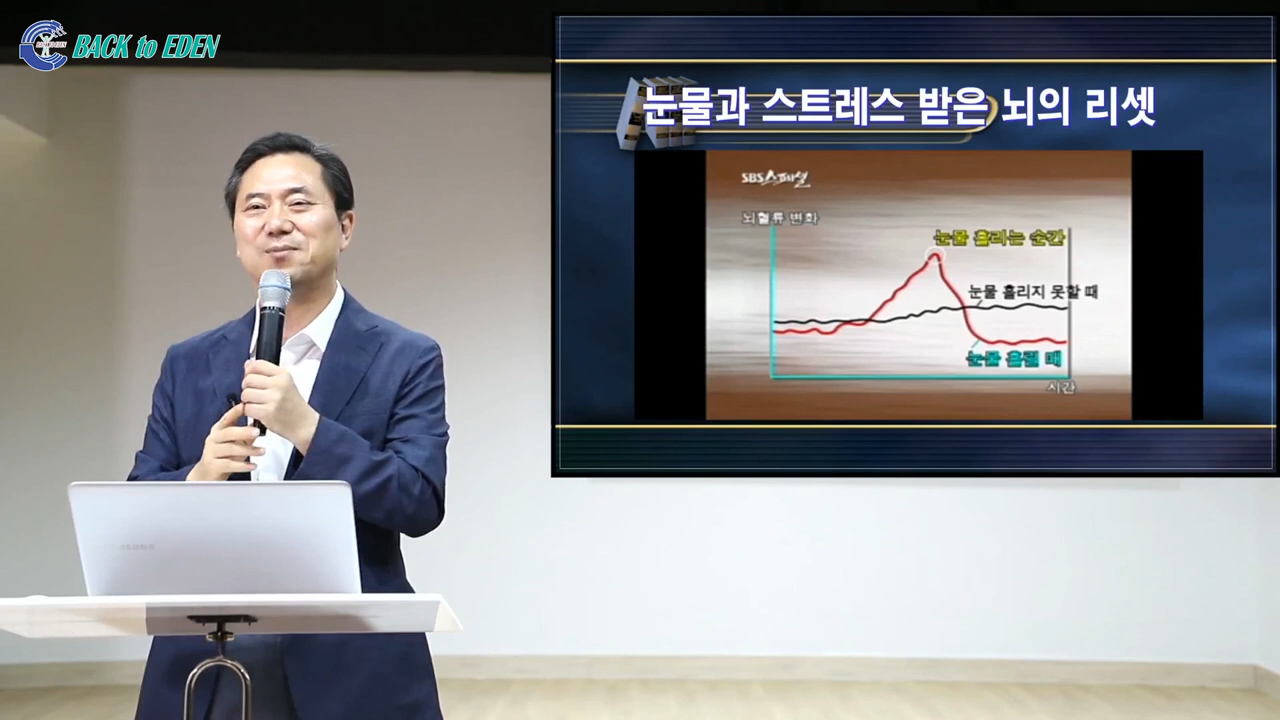 BACK to EDEN
눈물과 스트레스 받은 뇌의 리셋
SBS스페셜
뇌혈류 변화
눈물 흘리는 순간
눈물 흘리지 못할 때
눈물 흘릴 때
시간